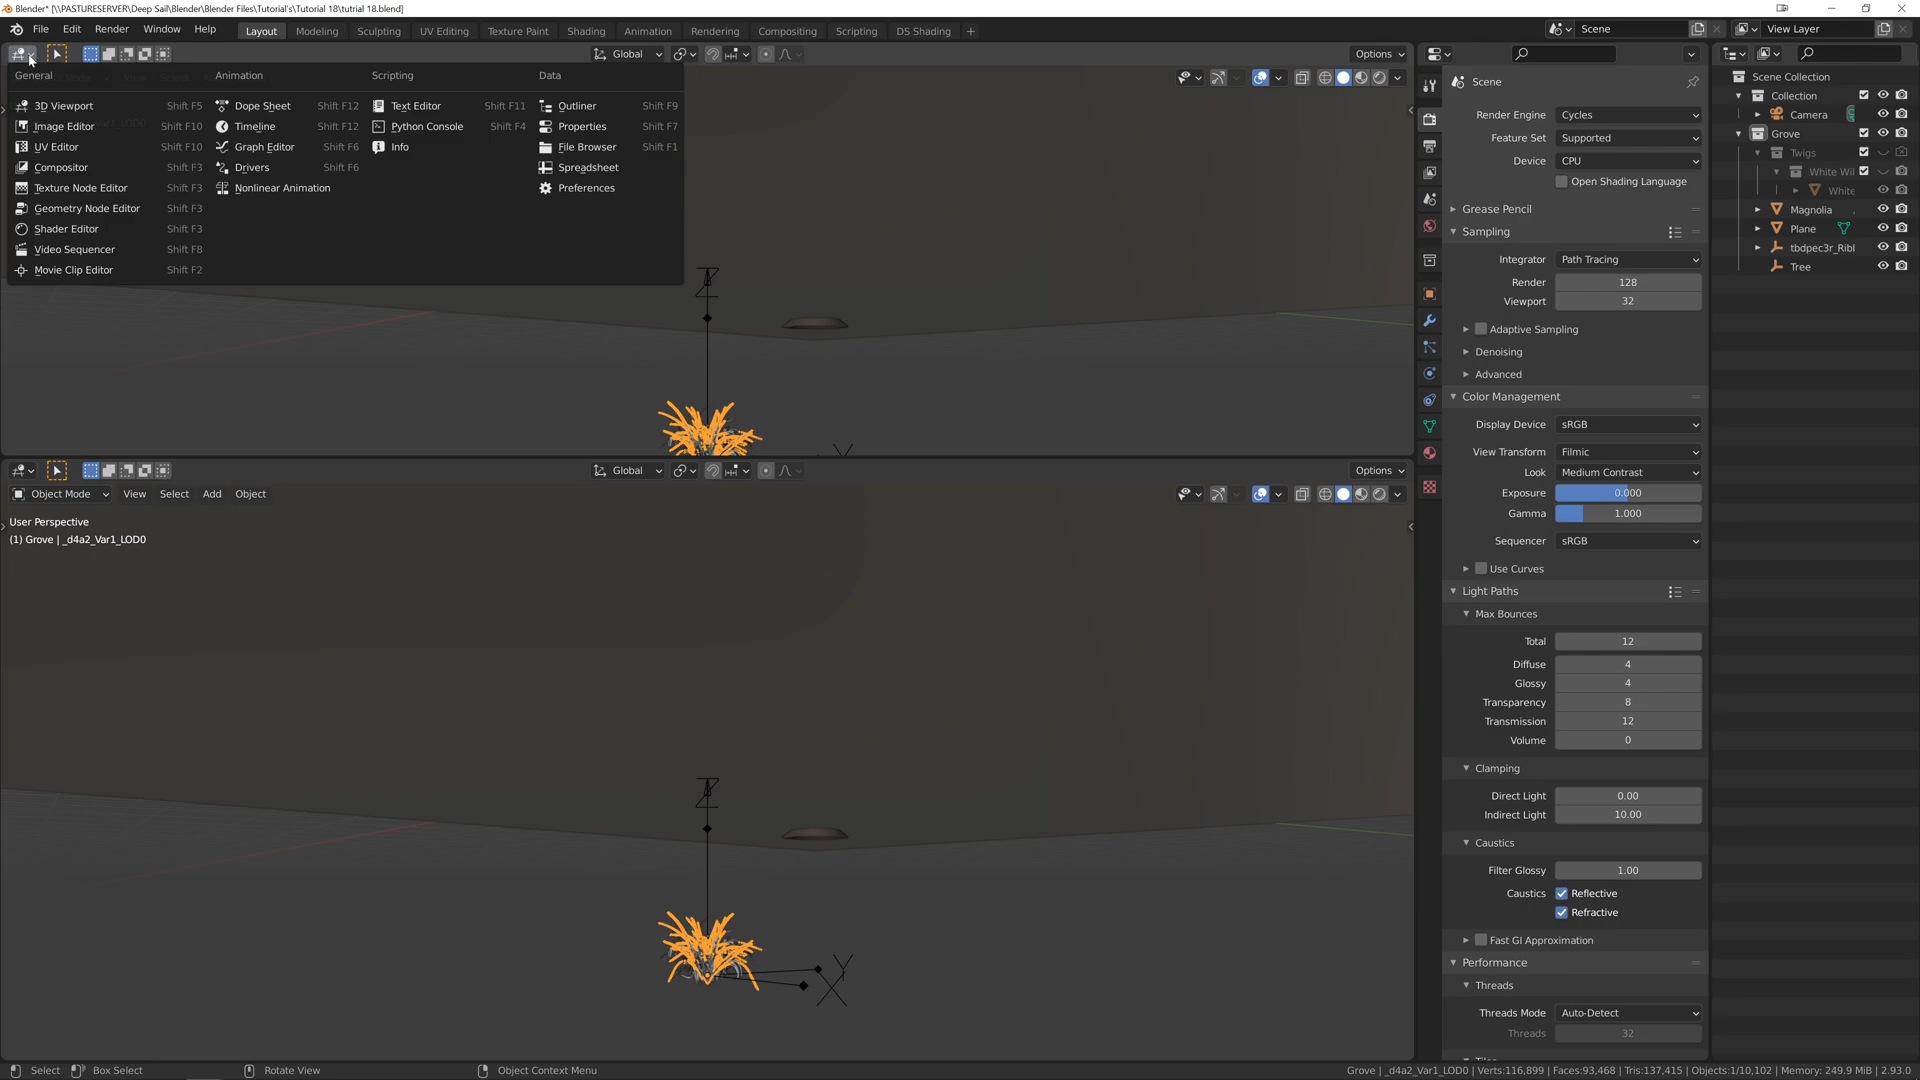 Blender* [\\PASTURESERVER\Deep Sail\Blender\Blender Files\Tutorial's\Tutorial 18\tutrial 18.blend]
File Edit Render Window Help Layout Modeling Sculpting UV Editing Texture Paint Shading Animation Rendering Compositing Scripting DS Shading + Scene View Layer
Global Options
General Animation Scripting Data
3D Viewport Shift F5 Dope Sheet Shift F12 Text Editor Shift F11 Outliner Shift F9
Image Editor Shift F10 Timeline Shift F12 Python Console Shift F4 Properties Shift F7
UV Editor Shift F10 Graph Editor Shift F6 Info File Browser Shift F1
Compositor Shift F3 Drivers Shift F6 Spreadsheet
Texture Node Editor Shift F3 Nonlinear Animation Preferences
Geometry Node Editor Shift F3
Shader Editor Shift F3
Video Sequencer Shift F8
Movie Clip Editor Shift F2
Z
Global Options
Object Mode View Select Add Object
User Perspective
(1) Grove | _d4a2_Var1_LOD0
Z
Y
X
Scene
Render Engine Cycles
Feature Set Supported
Device CPU
Open Shading Language
Grease Pencil
Sampling
Integrator Path Tracing
Render 128
Viewport 32
Adaptive Sampling
Denoising
Advanced
Color Management
Display Device sRGB
View Transform Filmic
Look Medium Contrast
Exposure 0.000
Gamma 1.000
Sequencer sRGB
Use Curves
Light Paths
Max Bounces
Total 12
Diffuse 4
Glossy 4
Transparency 8
Transmission 12
Volume 0
Clamping
Direct Light 0.00
Indirect Light 10.00
Caustics
Filter Glossy 1.00
Caustics Reflective
Refractive
Fast GI Approximation
Performance
Threads
Threads Mode Auto-Detect
Threads 32
Scene Collection
Collection
Camera
Grove
Twigs
White Wil
White
Magnolia
Plane
tbdpec3r_Ribl
Tree
Select Box Select Rotate View Object Context Menu
Grove | _d4a2_Var1_LOD0 | Verts:116,899 | Faces:93,468 | Tris:137,415 | Objects:1/10,102 | Memory: 249.9 MiB | 2.93.0